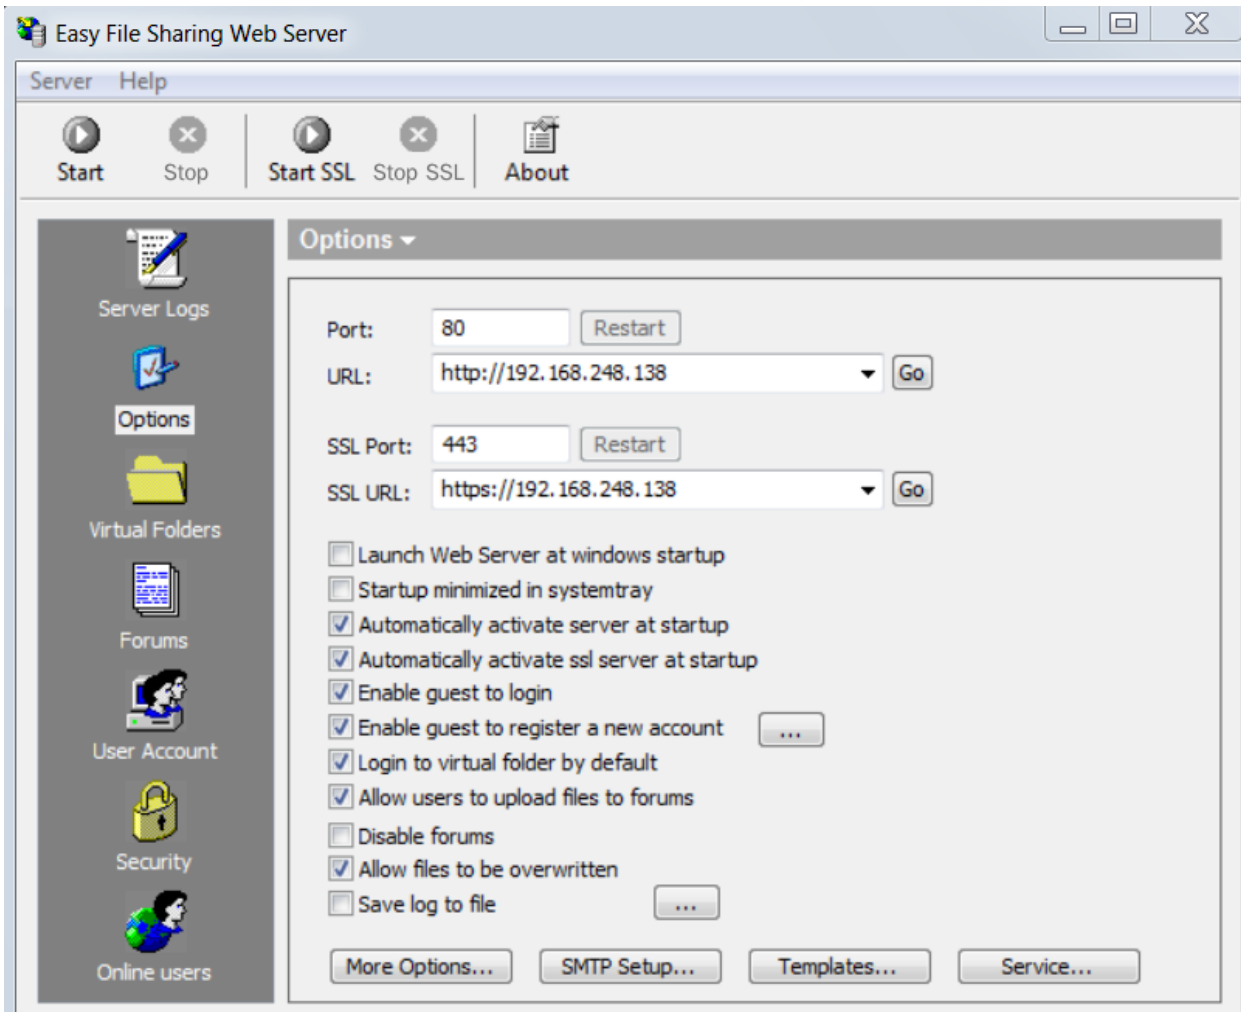 Easy File Sharing Web Server
Server Help
Start Stop Start SSL Stop SSL About
Options
Server Logs
Options
Virtual Folders
Forums
User Account
Security
Online users
Port: 80 Restart
URL: http://192.168.248.138 Go
SSL Port: 443 Restart
SSL URL: https://192.168.248.138 Go
Launch Web Server at windows startup
Startup minimized in systemtray
Automatically activate server at startup
Automatically activate ssl server at startup
Enable guest to login
Enable guest to register a new account ...
Login to virtual folder by default
Allow users to upload files to forums
Disable forums
Allow files to be overwritten
Save log to file ...
More Options... SMTP Setup... Templates... Service...